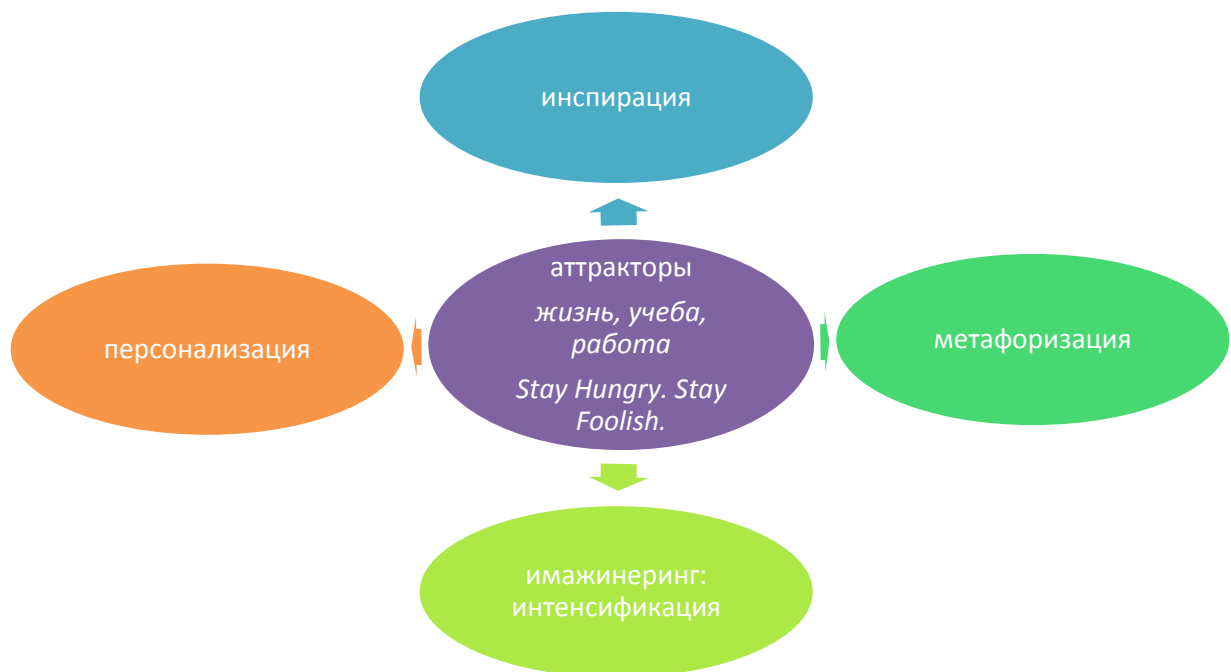 инспирация
аттракторы
жизнь, учеба,
работа
Stay Hungry. Stay
Foolish.
персонализация
метафоризация
имажинеринг:
интенсификация